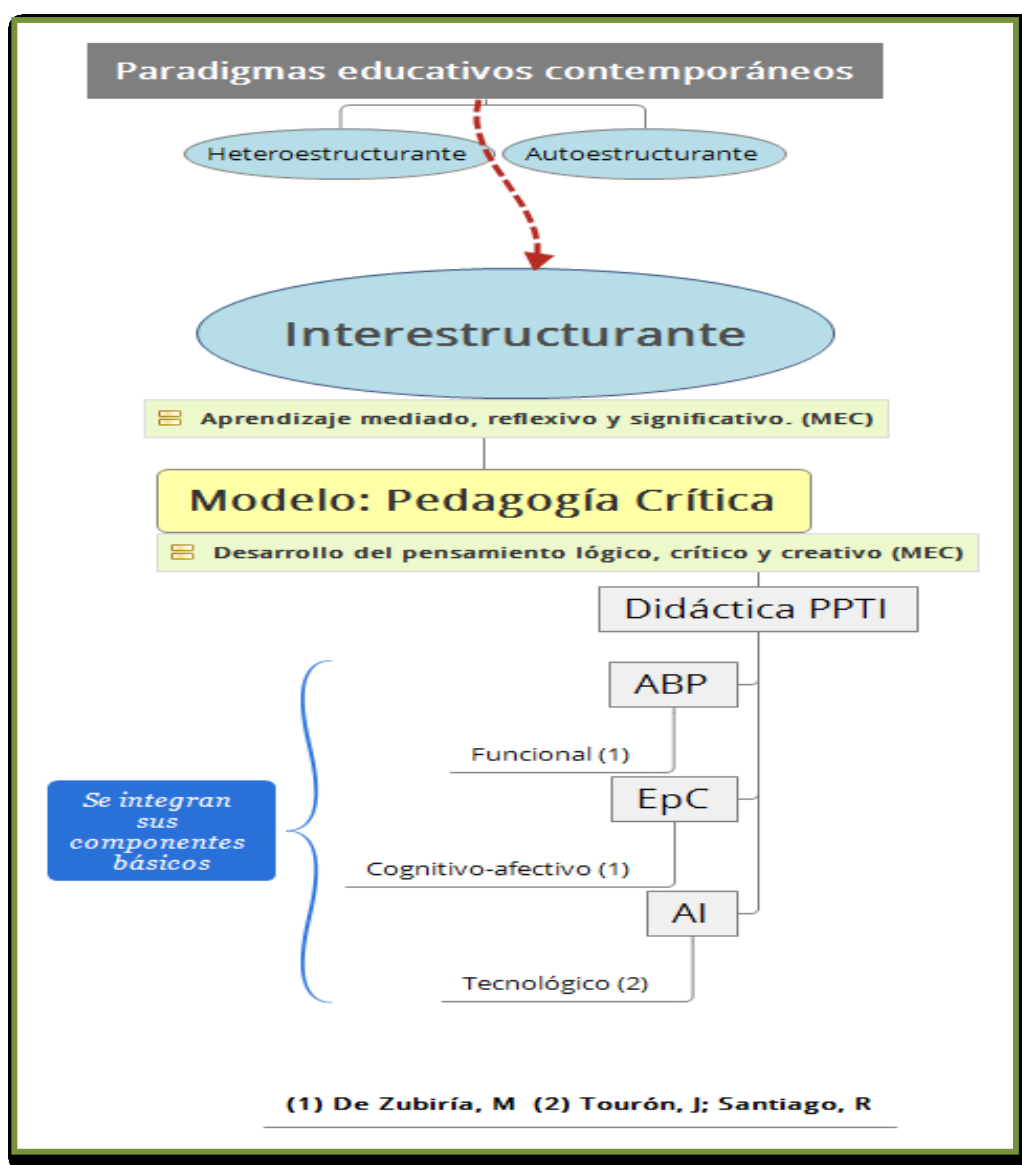 Paradigmas educativos contemporáneos
Heteroestructurante
Autoestructurante
Interestructurante
Aprendizaje mediado, reflexivo y significativo. (MEC)
Modelo: Pedagogía Crítica
Desarrollo del pensamiento lógico, crítico y creativo (MEC)
Didáctica PPTI
ABP
Funcional (1)
EpC
Cognitivo-afectivo (1)
AI
Tecnológico (2)
Se integran
sus
componentes
básicos
(1) De Zubiría, M (2) Tourón, J; Santiago, R